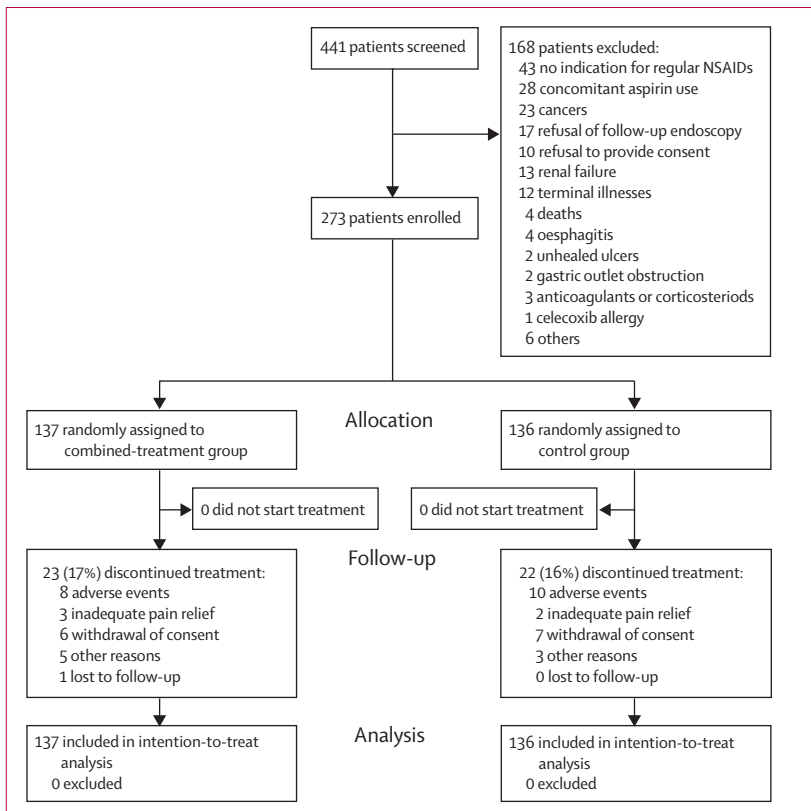 441 patients screened
168 patients excluded:
43 no indication for regular NSAIDs
28 concomitant aspirin use
23 cancers
17 refusal of follow-up endoscopy
10 refusal to provide consent
13 renal failure
12 terminal illnesses
4 deaths
4 oesphagitis
2 unhealed ulcers
2 gastric outlet obstruction
3 anticoagulants or corticosteriods
1 celecoxib allergy
6 others
273 patients enrolled
Allocation
137 randomly assigned to
combined-treatment group
136 randomly assigned to
control group
0 did not start treatment
0 did not start treatment
Follow-up
23 (17%) discontinued treatment:
8 adverse events
3 inadequate pain relief
6 withdrawal of consent
5 other reasons
1 lost to follow-up
22 (16%) discontinued treatment:
10 adverse events
2 inadequate pain relief
7 withdrawal of consent
3 other reasons
0 lost to follow-up
Analysis
137 included in intention-to-treat
analysis
0 excluded
136 included in intention-to-treat
analysis
0 excluded